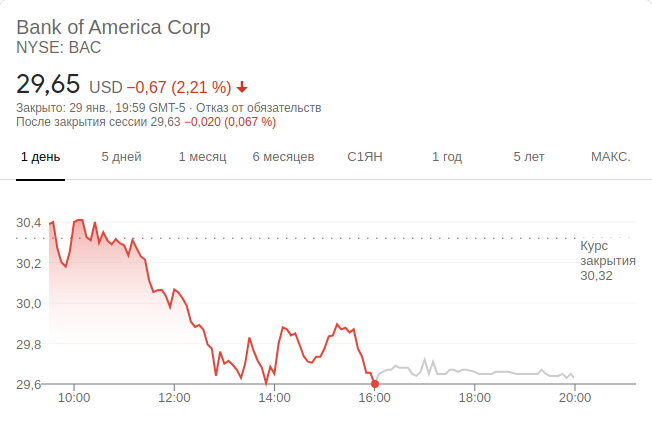 Bank of America Corp
NYSE: BAC
29,65 USD −0,67 (2,21 %)
Закрыто: 29 янв., 19:59 GMT-5 · Отказ от обязательств
После закрытия сессии 29,63 −0,020 (0,067 %)
1 день 5 дней 1 месяц 6 месяцев С1ЯН 1 год 5 лет МАКС.
30,4
Курс
закрытия
30,32
30,2
30,0
29,8
29,6
10:00 12:00 14:00 16:00 18:00 20:00